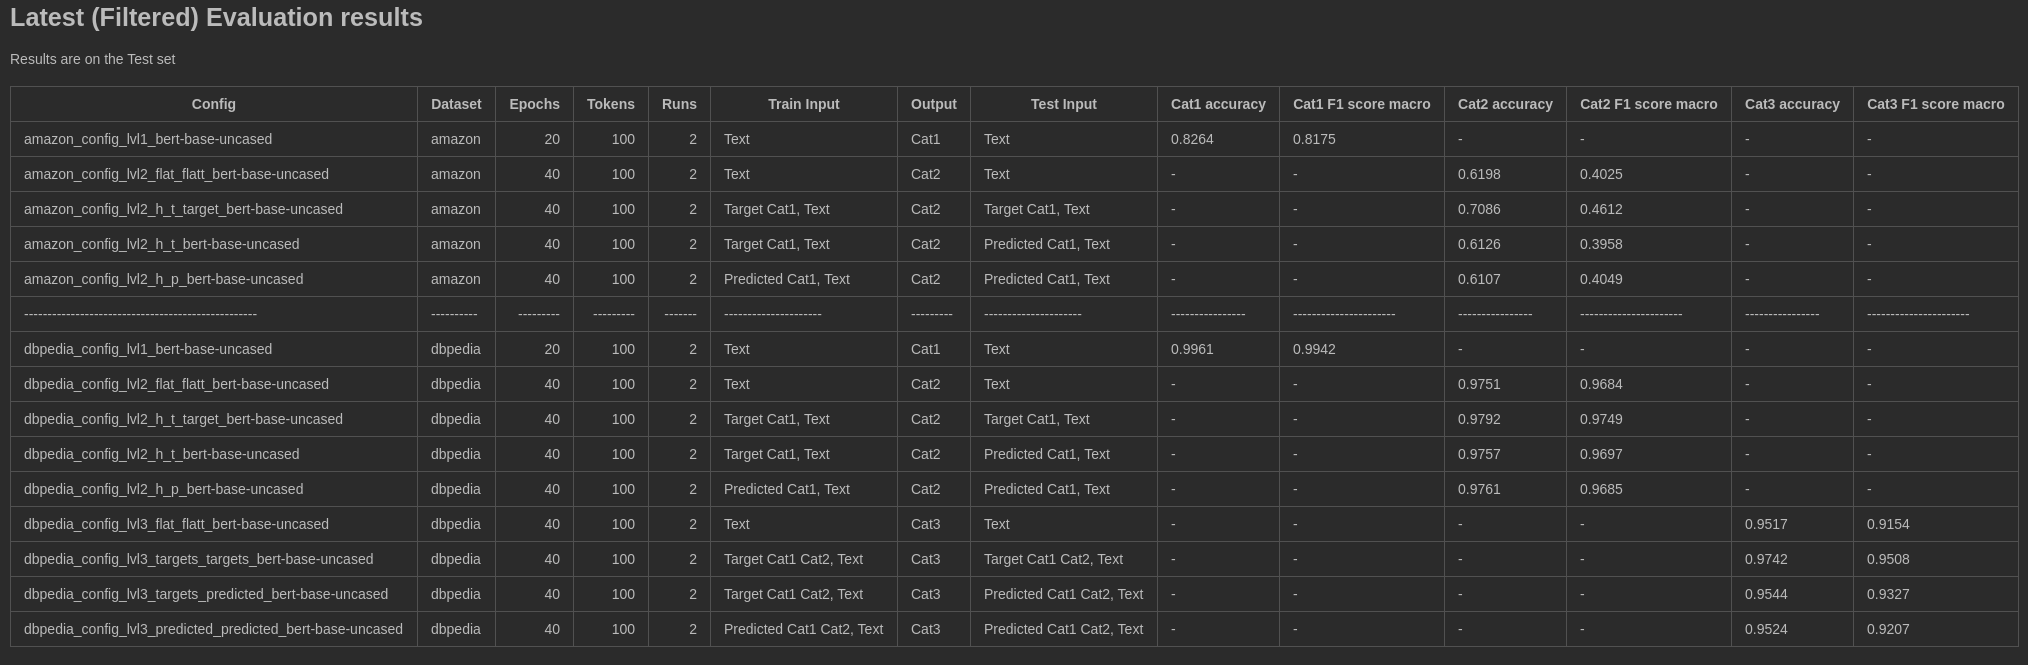 Latest (Filtered) Evaluation results
Results are on the Test set
Config Dataset Epochs Tokens Runs Train Input Output Test Input Cat1 accuracy Cat1 F1 score macro Cat2 accuracy Cat2 F1 score macro Cat3 accuracy Cat3 F1 score macro
amazon_config_lvl1_bert-base-uncased amazon 20 100 2 Text Cat1 Text 0.8264 0.8175 - - - -
amazon_config_lvl2_flat_flatt_bert-base-uncased amazon 40 100 2 Text Cat2 Text - - 0.6198 0.4025 - -
amazon_config_lvl2_h_t_target_bert-base-uncased amazon 40 100 2 Target Cat1, Text Cat2 Target Cat1, Text - - 0.7086 0.4612 - -
amazon_config_lvl2_h_t_bert-base-uncased amazon 40 100 2 Target Cat1, Text Cat2 Predicted Cat1, Text - - 0.6126 0.3958 - -
amazon_config_lvl2_h_p_bert-base-uncased amazon 40 100 2 Predicted Cat1, Text Cat2 Predicted Cat1, Text - - 0.6107 0.4049 - -
-------------------------------------------------- ---------- --------- --------- ------- --------------------- --------- --------------------- ---------------- ---------------------- ---------------- ---------------------- ---------------- ----------------------
dbpedia_config_lvl1_bert-base-uncased dbpedia 20 100 2 Text Cat1 Text 0.9961 0.9942 - - - -
dbpedia_config_lvl2_flat_flatt_bert-base-uncased dbpedia 40 100 2 Text Cat2 Text - - 0.9751 0.9684 - -
dbpedia_config_lvl2_h_t_target_bert-base-uncased dbpedia 40 100 2 Target Cat1, Text Cat2 Target Cat1, Text - - 0.9792 0.9749 - -
dbpedia_config_lvl2_h_t_bert-base-uncased dbpedia 40 100 2 Target Cat1, Text Cat2 Predicted Cat1, Text - - 0.9757 0.9697 - -
dbpedia_config_lvl2_h_p_bert-base-uncased dbpedia 40 100 2 Predicted Cat1, Text Cat2 Predicted Cat1, Text - - 0.9761 0.9685 - -
dbpedia_config_lvl3_flat_flatt_bert-base-uncased dbpedia 40 100 2 Text Cat3 Text - - - - 0.9517 0.9154
dbpedia_config_lvl3_targets_targets_bert-base-uncased dbpedia 40 100 2 Target Cat1 Cat2, Text Cat3 Target Cat1 Cat2, Text - - - - 0.9742 0.9508
dbpedia_config_lvl3_targets_predicted_bert-base-uncased dbpedia 40 100 2 Target Cat1 Cat2, Text Cat3 Predicted Cat1 Cat2, Text - - - - 0.9544 0.9327
dbpedia_config_lvl3_predicted_predicted_bert-base-uncased dbpedia 40 100 2 Predicted Cat1 Cat2, Text Cat3 Predicted Cat1 Cat2, Text - - - - 0.9524 0.9207